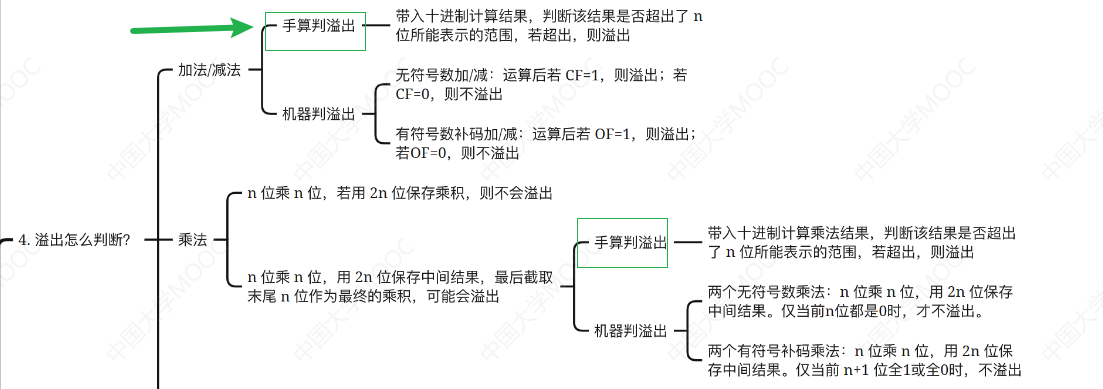 手算判溢出
带入十进制计算结果，判断该结果是否超出了 n
位所能表示的范围，若超出，则溢出
加法/减法
无符号数加/减：运算后若 CF=1，则溢出；若
CF=0，则不溢出
机器判溢出
有符号数补码加/减：运算后若 OF=1，则溢出；
若OF=0，则不溢出
4. 溢出怎么判断?
乘法
n 位乘 n 位，若用 2n 位保存乘积，则不会溢出
n 位乘 n 位，用 2n 位保存中间结果，最后截取
末尾 n 位作为最终的乘积，可能会溢出
手算判溢出
带入十进制计算乘法结果，判断该结果是否超出
了 n 位所能表示的范围，若超出，则溢出
机器判溢出
两个无符号数乘法：n 位乘 n 位，用 2n 位保存
中间结果。仅当前n位都是0时，才不溢出。
两个有符号补码乘法：n 位乘 n 位，用 2n 位保
存中间结果。仅当前 n+1 位全1或全0时，不溢出
中国大学MOOC